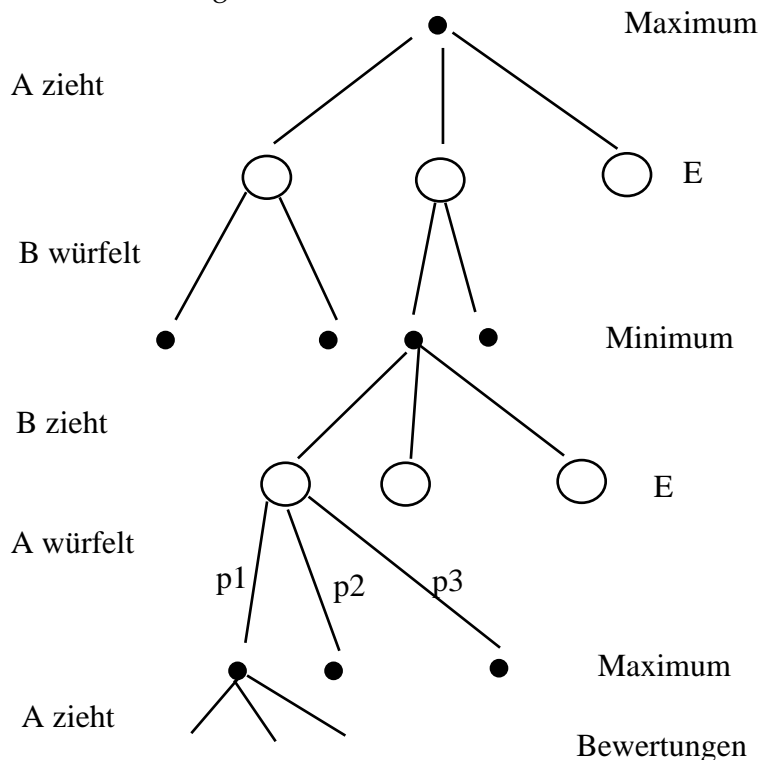 Maximum
A zieht
E
B würfelt
Minimum
B zieht
E
A würfelt
p1
p2
p3
Maximum
A zieht
Bewertungen